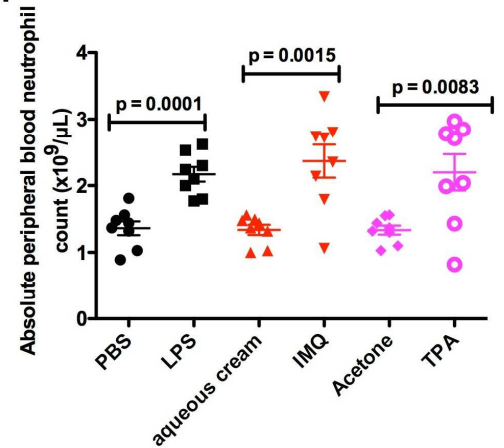 Absolute peripheral blood neutrophil
count (x10⁹/µL)
4
3
2
1
0
p = 0.0001
p = 0.0015
p = 0.0083
PBS
LPS
aqueous cream
IMQ
Acetone
TPA